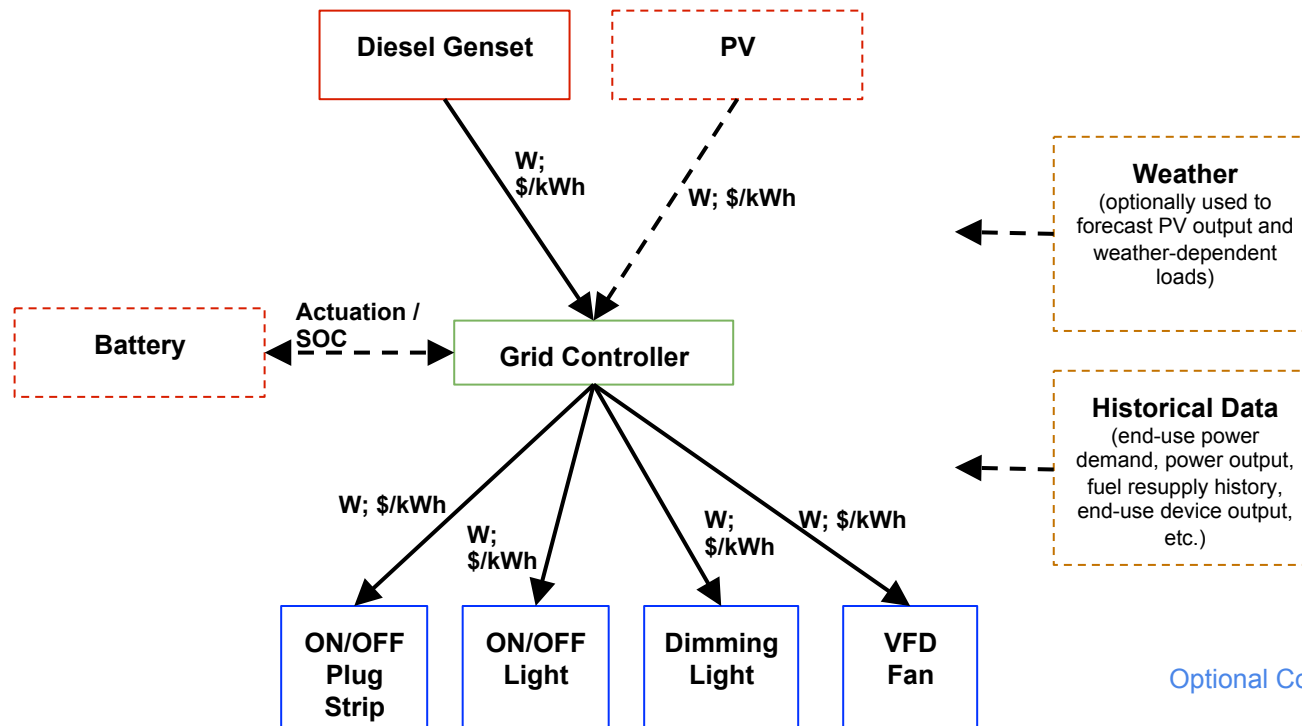 Diesel Genset
PV
W;
$/kWh
W; $/kWh
Weather
(optionally used to
forecast PV output and
weather-dependent
loads)
Actuation /
SOC
Battery
Grid Controller
Historical Data
(end-use power
demand, power output,
fuel resupply history,
end-use device output,
etc.)
W; $/kWh
W;
$/kWh
W;
$/kWh
W; $/kWh
ON/OFF
Plug
Strip
ON/OFF
Light
Dimming
Light
VFD
Fan
Optional Co